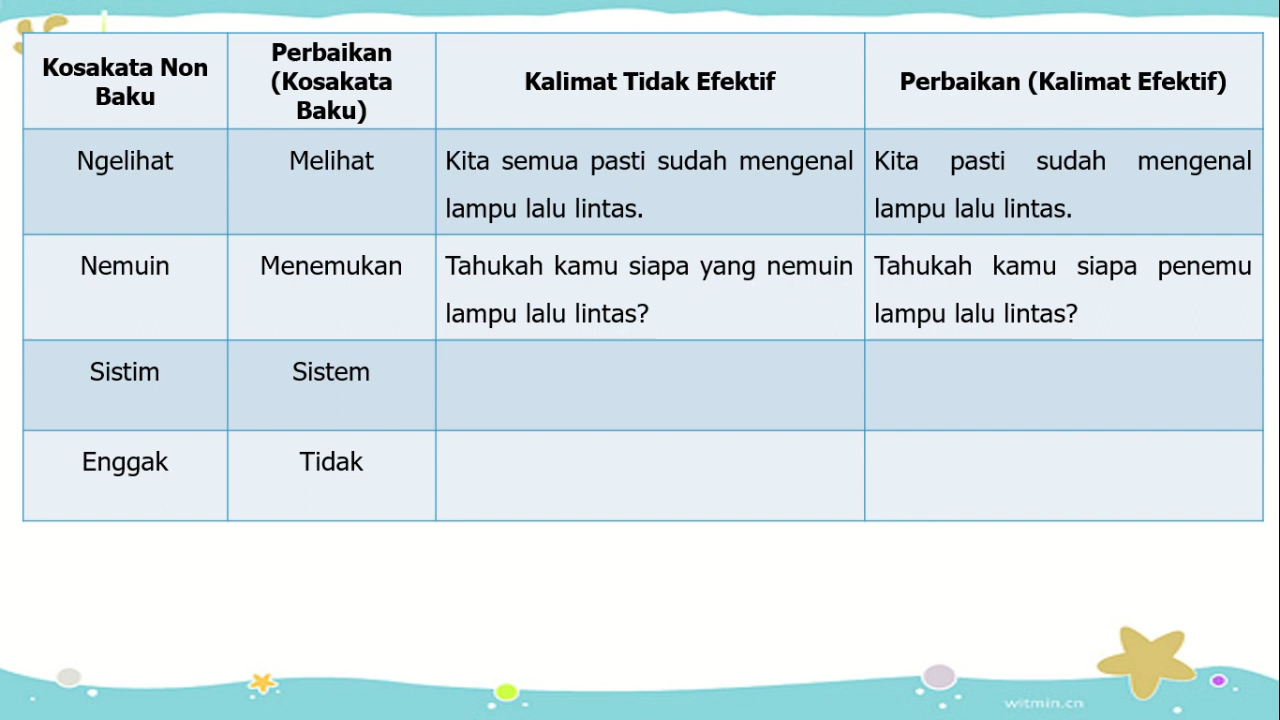 Kosakata Non
Baku
Perbaikan
(Kosakata
Baku)
Kalimat Tidak Efektif
Perbaikan (Kalimat Efektif)
Ngelihat
Melihat
Kita semua pasti sudah mengenal
lampu lalu lintas.
Kita pasti sudah mengenal
lampu lalu lintas.
Nemuin
Menemukan
Tahukah kamu siapa yang nemuin
lampu lalu lintas?
Tahukah kamu siapa penemu
lampu lalu lintas?
Sistim
Sistem
Enggak
Tidak
witmin.cn